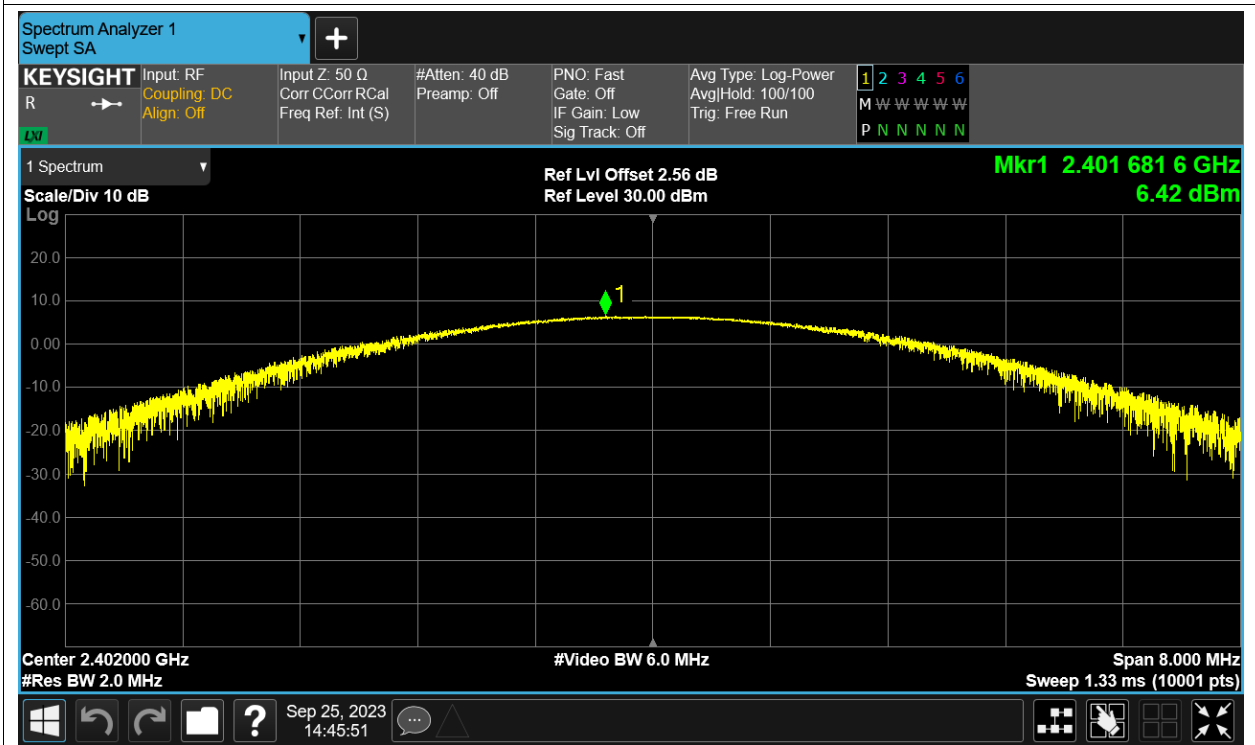 Spectrum Analyzer 1
Swept SA
KEYSIGHT
R
LXI
Input: RF
Coupling: DC
Align: Off
Input Z: 50 Ω
Corr CCorr RCal
Freq Ref: Int (S)
#Atten: 40 dB
Preamp: Off
PNO: Fast
Gate: Off
IF Gain: Low
Sig Track: Off
Avg Type: Log-Power
Avg|Hold: 100/100
Trig: Free Run
1 2 3 4 5 6
M W W W W W
P N N N N N
1 Spectrum
Scale/Div 10 dB
Log
Ref Lvl Offset 2.56 dB
Ref Level 30.00 dBm
Mkr1 2.401 681 6 GHz
6.42 dBm
20.0
10.0
1
0.00
-10.0
-20.0
-30.0
-40.0
-50.0
-60.0
Center 2.402000 GHz
#Res BW 2.0 MHz
#Video BW 6.0 MHz
Span 8.000 MHz
Sweep 1.33 ms (10001 pts)
?
Sep 25, 2023
14:45:51